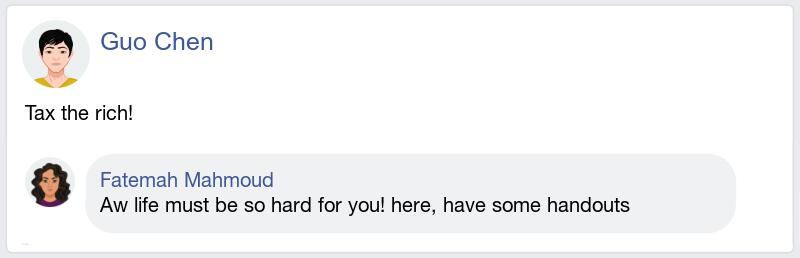 Guo Chen
Tax the rich!
Fatemah Mahmoud
Aw life must be so hard for you! here, have some handouts